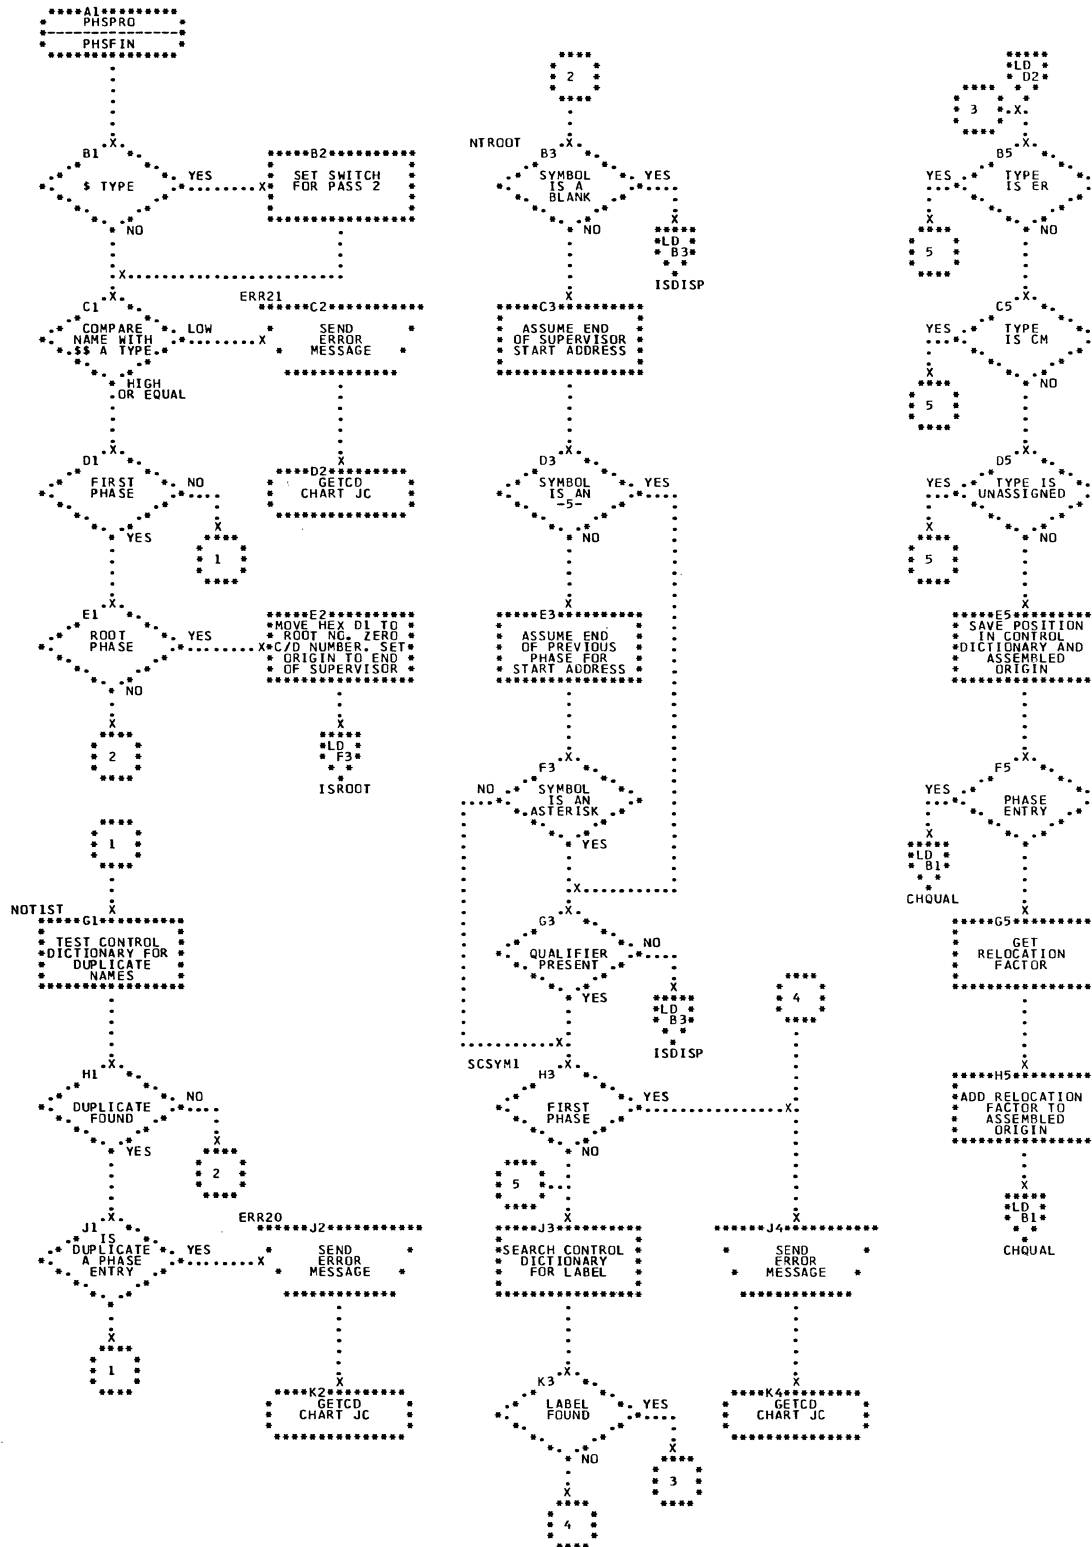 A1
PHSPRO
PHSFIN
B1
$ TYPE
YES
NO
B2
SET SWITCH
FOR PASS 2
C1
COMPARE
NAME WITH
$$ A TYPE
LOW
HIGH
OR EQUAL
ERR21
C2
SEND
ERROR
MESSAGE
D1
FIRST
PHASE
NO
YES
D2
GETCD
CHART JC
1
E1
ROOT
PHASE
YES
NO
E2
MOVE HEX D1 TO
ROOT NO. ZERO
C/D NUMBER. SET
ORIGIN TO END
OF SUPERVISOR
2
LD
F3
ISROOT
1
NOT1ST
G1
TEST CONTROL
DICTIONARY FOR
DUPLICATE
NAMES
H1
DUPLICATE
FOUND
NO
YES
2
J1
IS
DUPLICATE
A PHASE
ENTRY
YES
ERR20
J2
SEND
ERROR
MESSAGE
1
K2
GETCD
CHART JC
2
NTROOT
B3
SYMBOL
IS A
BLANK
YES
NO
LD
B3
ISDISP
C3
ASSUME END
OF SUPERVISOR
START ADDRESS
D3
SYMBOL
IS AN
-5-
YES
NO
E3
ASSUME END
OF PREVIOUS
PHASE FOR
START ADDRESS
F3
SYMBOL
IS AN
ASTERISK
NO
YES
G3
QUALIFIER
PRESENT
NO
YES
LD
B3
ISDISP
SCSYM1
H3
FIRST
PHASE
YES
NO
5
J3
SEARCH CONTROL
DICTIONARY
FOR LABEL
K3
LABEL
FOUND
YES
NO
3
4
4
J4
SEND
ERROR
MESSAGE
K4
GETCD
CHART JC
LD
D2
3
B5
TYPE
IS ER
YES
NO
5
C5
TYPE
IS CM
YES
NO
5
D5
TYPE IS
UNASSIGNED
YES
NO
5
E5
SAVE POSITION
IN CONTROL
DICTIONARY AND
ASSEMBLED
ORIGIN
F5
PHASE
ENTRY
YES
LD
B1
CHQUAL
G5
GET
RELOCATION
FACTOR
H5
ADD RELOCATION
FACTOR TO
ASSEMBLED
ORIGIN
LD
B1
CHQUAL